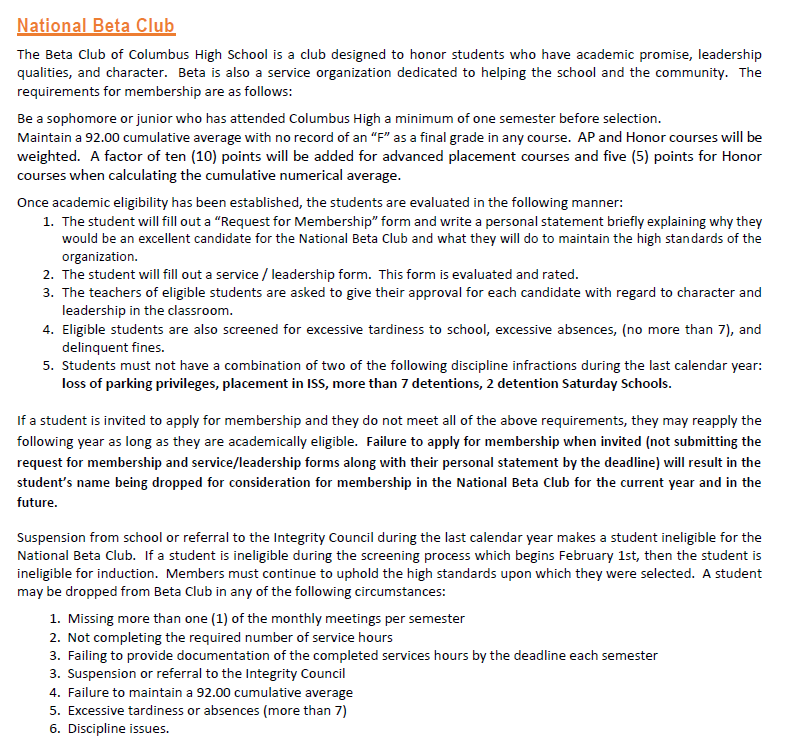 National Beta Club
The Beta Club of Columbus High School is a club designed to honor students who have academic promise, leadership
qualities, and character. Beta is also a service organization dedicated to helping the school and the community. The
requirements for membership are as follows:
Be a sophomore or junior who has attended Columbus High a minimum of one semester before selection.
Maintain a 92.00 cumulative average with no record of an “F” as a final grade in any course. AP and Honor courses will be
weighted. A factor of ten (10) points will be added for advanced placement courses and five (5) points for Honor
courses when calculating the cumulative numerical average.
Once academic eligibility has been established, the students are evaluated in the following manner:
1. The student will fill out a “Request for Membership” form and write a personal statement briefly explaining why they
would be an excellent candidate for the National Beta Club and what they will do to maintain the high standards of the
organization.
2. The student will fill out a service / leadership form. This form is evaluated and rated.
3. The teachers of eligible students are asked to give their approval for each candidate with regard to character and
leadership in the classroom.
4. Eligible students are also screened for excessive tardiness to school, excessive absences, (no more than 7), and
delinquent fines.
5. Students must not have a combination of two of the following discipline infractions during the last calendar year:
loss of parking privileges, placement in ISS, more than 7 detentions, 2 detention Saturday Schools.
If a student is invited to apply for membership and they do not meet all of the above requirements, they may reapply the
following year as long as they are academically eligible. Failure to apply for membership when invited (not submitting the
request for membership and service/leadership forms along with their personal statement by the deadline) will result in the
student’s name being dropped for consideration for membership in the National Beta Club for the current year and in the
future.
Suspension from school or referral to the Integrity Council during the last calendar year makes a student ineligible for the
National Beta Club. If a student is ineligible during the screening process which begins February 1st, then the student is
ineligible for induction. Members must continue to uphold the high standards upon which they were selected. A student
may be dropped from Beta Club in any of the following circumstances:
1. Missing more than one (1) of the monthly meetings per semester
2. Not completing the required number of service hours
3. Failing to provide documentation of the completed services hours by the deadline each semester
3. Suspension or referral to the Integrity Council
4. Failure to maintain a 92.00 cumulative average
5. Excessive tardiness or absences (more than 7)
6. Discipline issues.